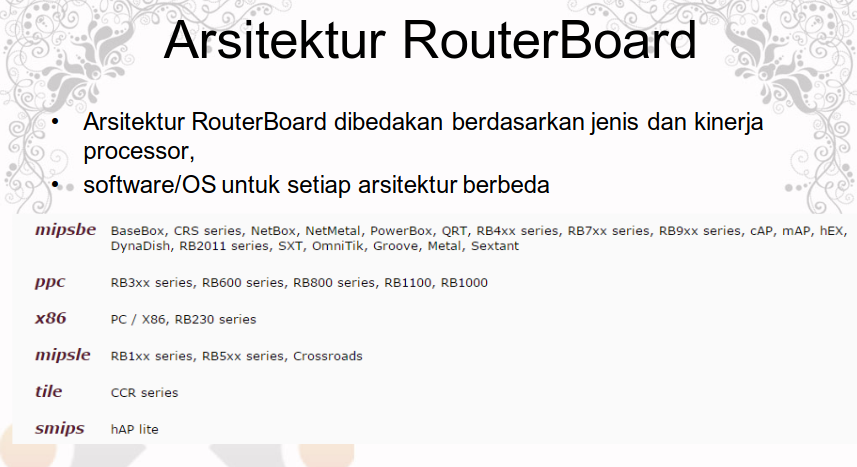 Arsitektur RouterBoard
• Arsitektur RouterBoard dibedakan berdasarkan jenis dan kinerja
processor,
• software/OS untuk setiap arsitektur berbeda
mipsbe BaseBox, CRS series, NetBox, NetMetal, PowerBox, QRT, RB4xx series, RB7xx series, RB9xx series, cAP, mAP, hEX,
DynaDish, RB2011 series, SXT, OmniTik, Groove, Metal, Sextant
ppc RB3xx series, RB600 series, RB800 series, RB1100, RB1000
x86 PC / X86, RB230 series
mipsle RB1xx series, RB5xx series, Crossroads
tile CCR series
smips hAP lite